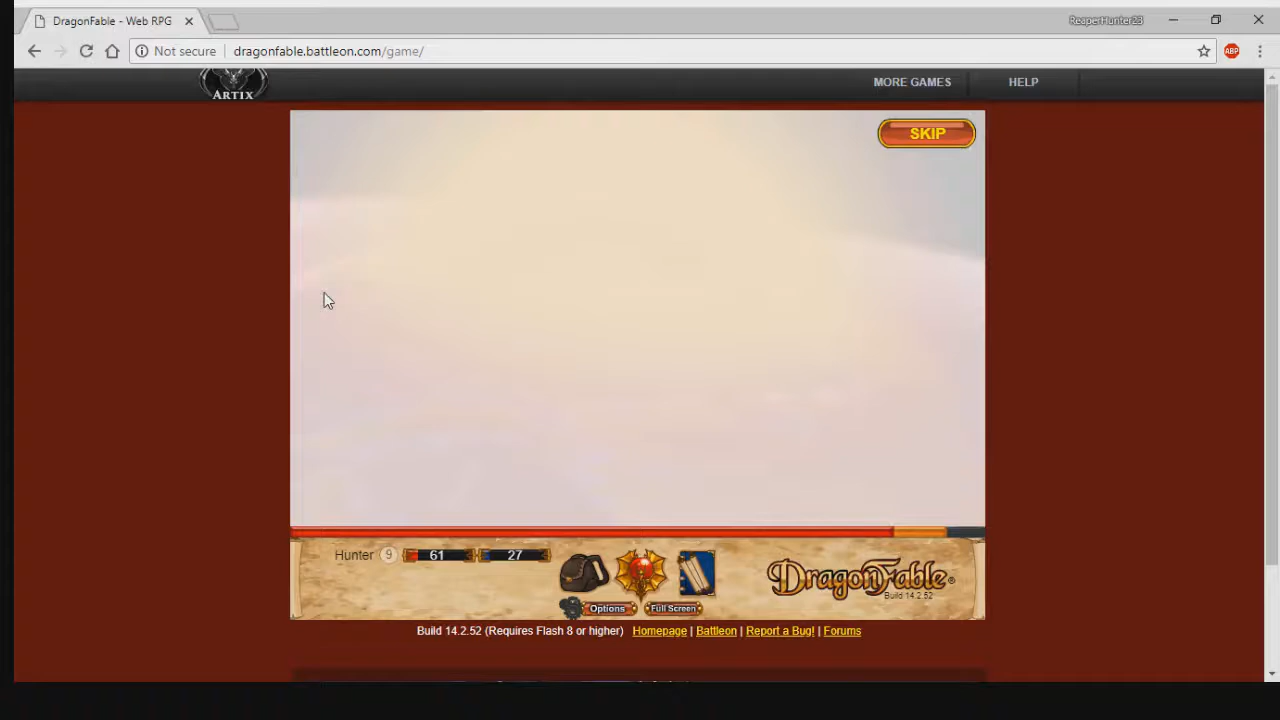 DragonFable - Web RPG
ReaperHunter23
Not secure dragonfable.battleon.com/game/
ABP
ARTIX
MORE GAMES
HELP
SKIP
Hunter 9 61 27
DragonFable®
Build 14.2.52
Options
Full Screen
Build 14.2.52 (Requires Flash 8 or higher) Homepage | Battleon | Report a Bug! | Forums